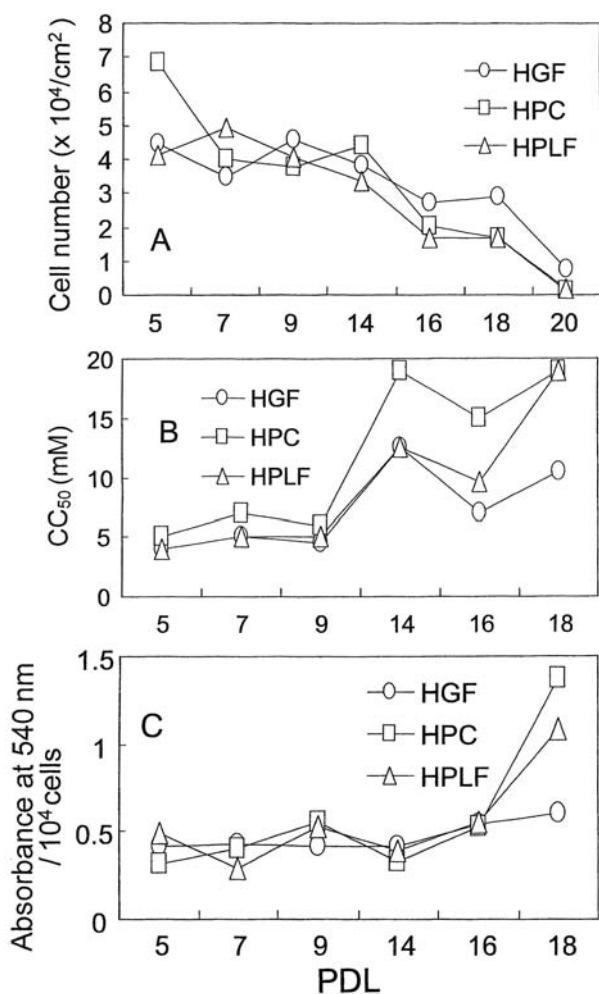 Cell number (x 10⁴/cm²)
8
7
6
5
4
3
2
1
0
HGF
HPC
HPLF
A
5 7 9 14 16 18 20
CC₅₀ (mM)
20
15
10
5
0
HGF
HPC
HPLF
B
5 7 9 14 16 18
Absorbance at 540 nm
/ 10⁴ cells
1.5
1
0.5
0
HGF
HPC
HPLF
C
5 7 9 14 16 18
PDL